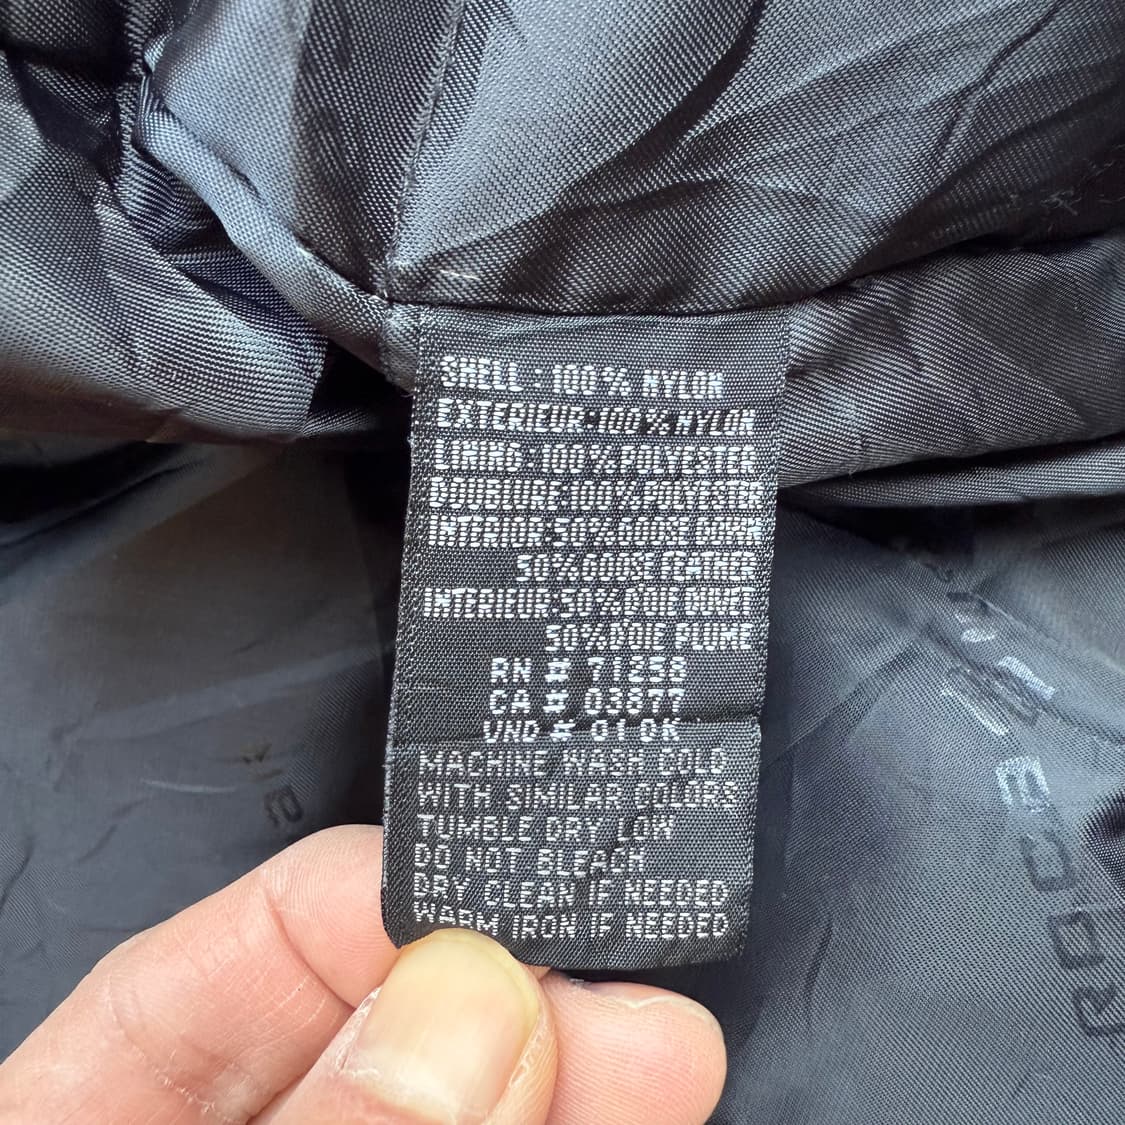 SHELL : 100 % NYLON
EXTERIEUR:100 % NYLON
LINING :100 % POLYESTER
DOUBLURE:100% POLYESTER
INTERIOR:50%GOOSE DOWN
50%GOOSE FEATHER
INTERIEUR:50%D'OIE DUVET
50%D'OIE PLUME
RN # 71238
CA # 03877
VND # 010K
MACHINE WASH COLD
WITH SIMILAR COLORS
TUMBLE DRY LOW
DO NOT BLEACH
DRY CLEAN IF NEEDED
WARM IRON IF NEEDED